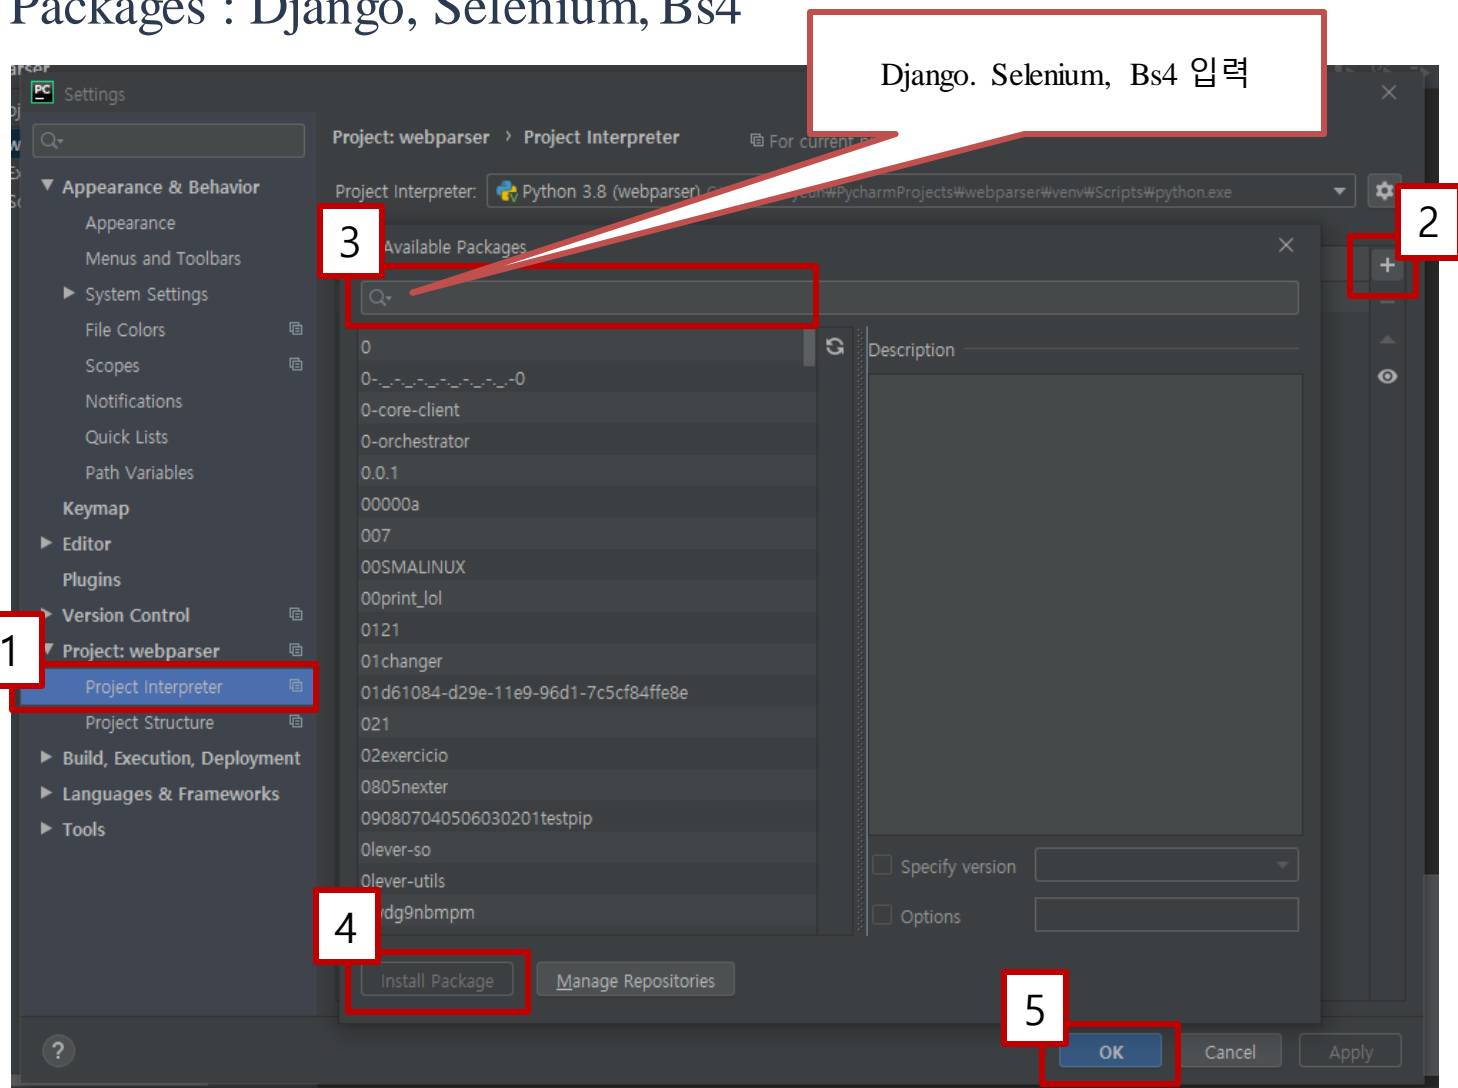 Packages : Django, Selenium, Bs4
Django. Selenium, Bs4 입력
PC
Settings
Project: webparser › Project Interpreter
For current
Appearance & Behavior
Appearance
Menus and Toolbars
System Settings
File Colors
Scopes
Notifications
Quick Lists
Path Variables
Keymap
Editor
Plugins
Version Control
1
Project: webparser
Project Interpreter
Project Structure
Build, Execution, Deployment
Languages & Frameworks
Tools
Project Interpreter: Python 3.8 (webparser) ₩PycharmProjects₩webparser₩venv₩Scripts₩python.exe
2
3
Available Packages
0
0-._.-._.-._.-._.-._.-._.-0
0-core-client
0-orchestrator
0.0.1
00000a
007
00SMALINUX
00print_lol
0121
01changer
01d61084-d29e-11e9-96d1-7c5cf84ffe8e
021
02exercicio
0805nexter
090807040506030201testpip
0lever-so
0lever-utils
wdg9nbmpm
Description
Specify version
Options
4
Install Package
Manage Repositories
5
?
OK
Cancel
Apply